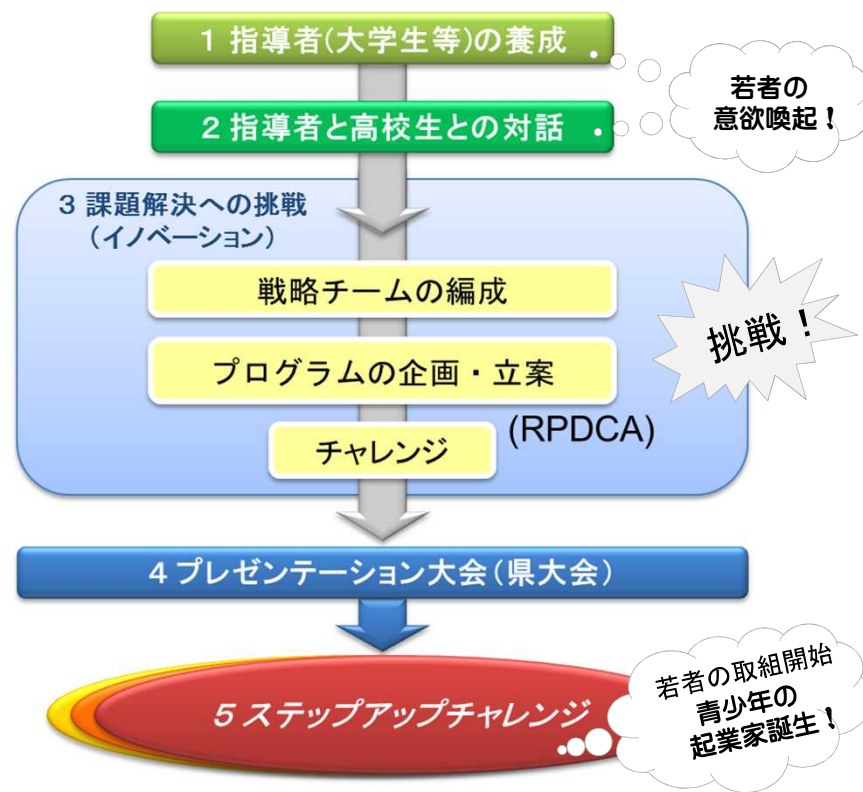 1 指導者(大学生等)の養成
若者の
意欲喚起！
2 指導者と高校生との対話
3 課題解決への挑戦
（イノベーション）
戦略チームの編成
挑戦！
プログラムの企画・立案
(RPDCA)
チャレンジ
4 プレゼンテーション大会（県大会）
若者の取組開始
青少年の
起業家誕生！
5 ステップアップチャレンジ